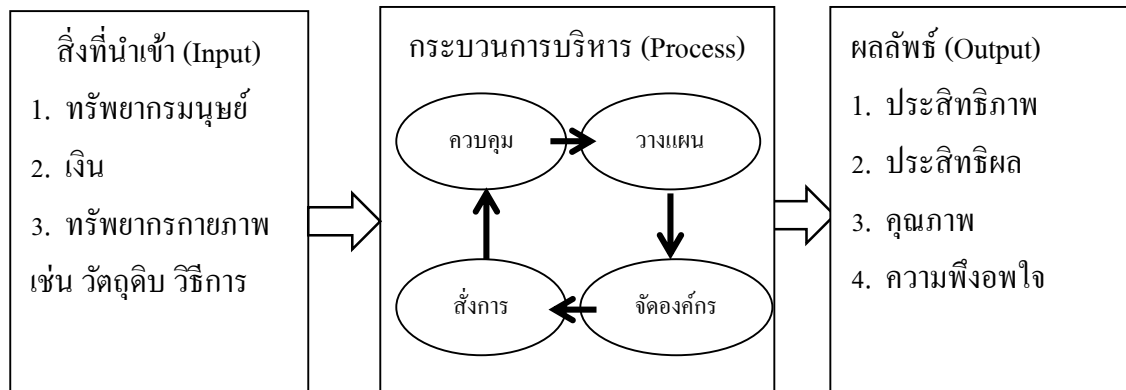 สิ่งที่นำเข้า (Input)
1. ทรัพยากรมนุษย์
2. เงิน
3. ทรัพยากรกายภาพ
เช่น วัตถุดิบ วิธีการ
กระบวนการบริหาร (Process)
ควบคุม
วางแผน
สั่งการ
จัดองค์กร
ผลลัพธ์ (Output)
1. ประสิทธิภาพ
2. ประสิทธิผล
3. คุณภาพ
4. ความพึงอพใจ